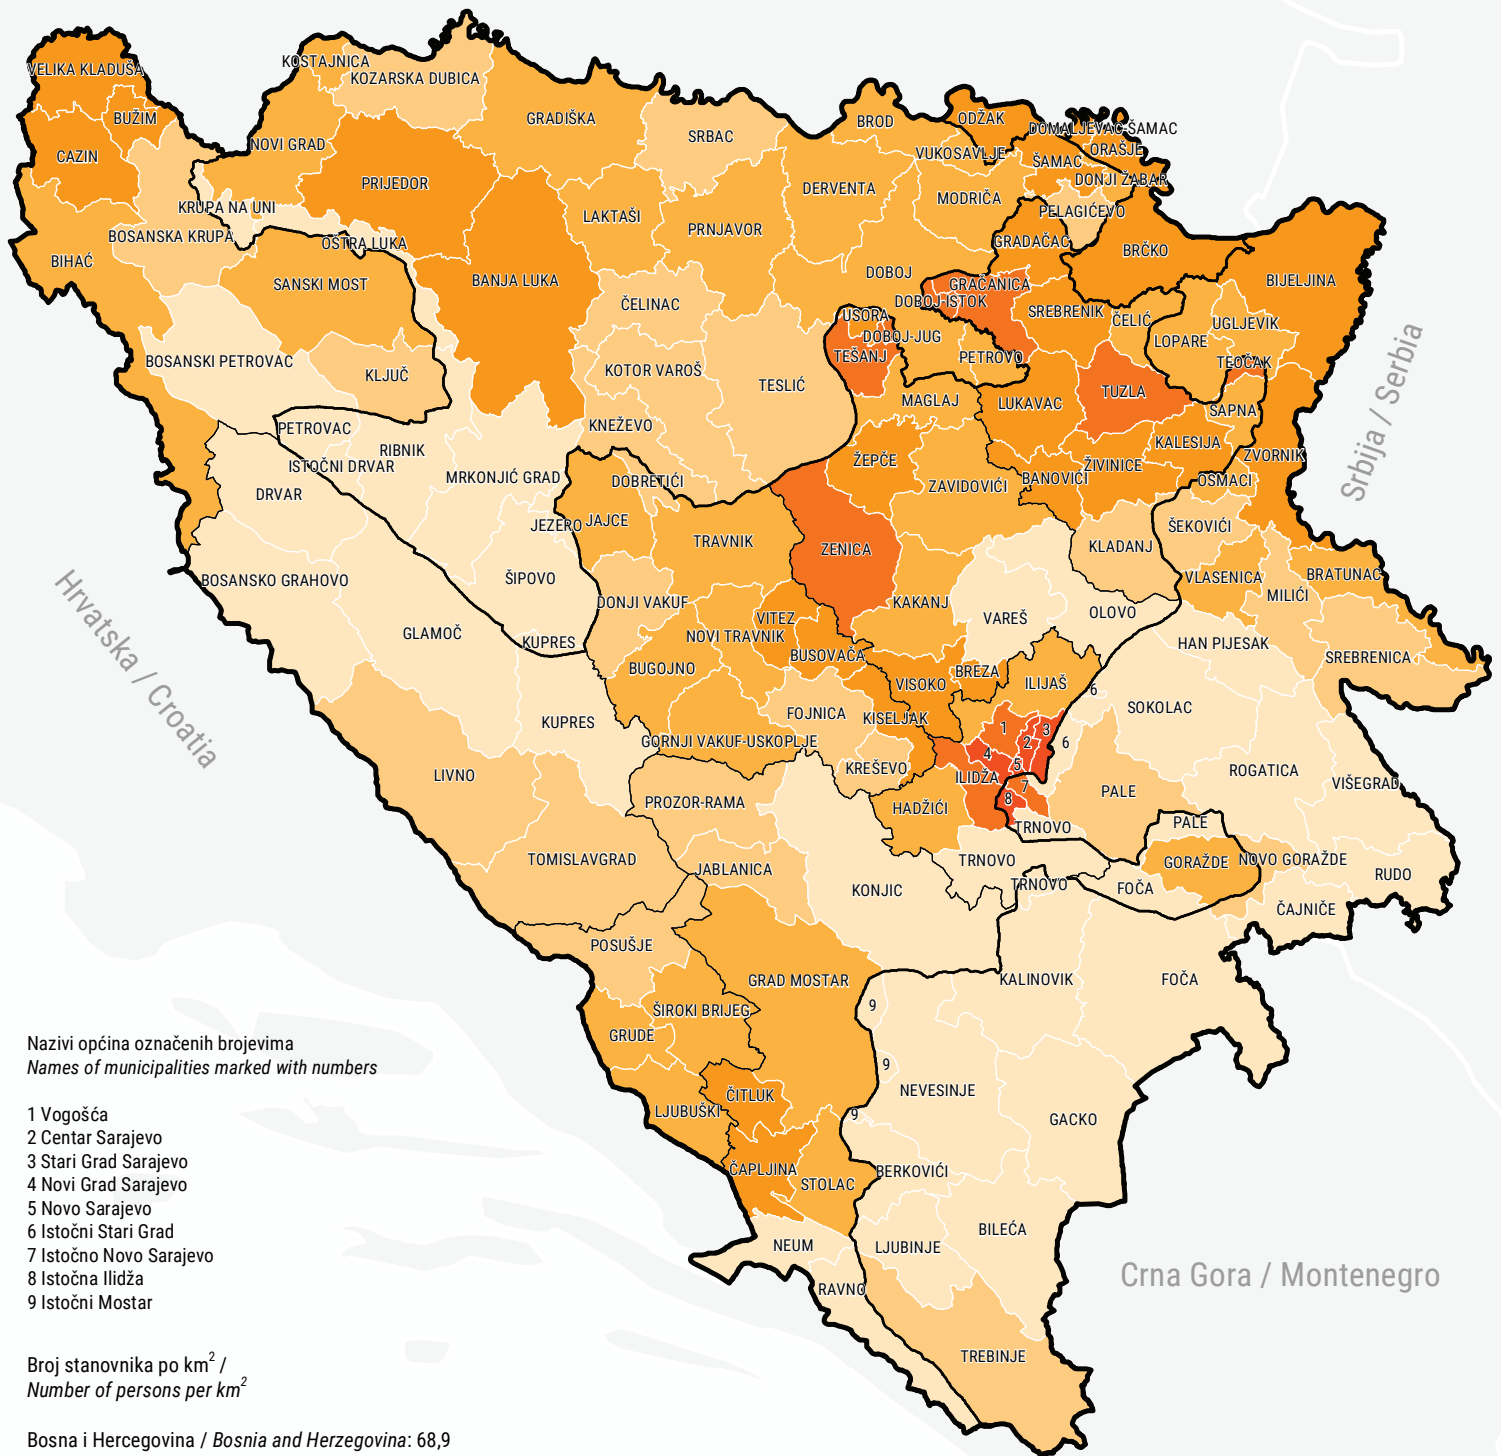 VELIKA KLADUŠA
BUŽIM
CAZIN
BIHAĆ
KOSTAJNICA
KOZARSKA DUBICA
NOVI GRAD
GRADIŠKA
SRBAC
PRIJEDOR
KRUPA NA UNI
BOSANSKA KRUPA
OŠTRA LUKA
SANSKI MOST
BANJA LUKA
LAKTAŠI
PRNJAVOR
DERVENTA
BROD
ODŽAK
VUKOSAVLJE
MODRIČA
DOMALJEVAC-ŠAMAC
ORAŠJE
ŠAMAC
DONJI ŽABAR
PELAGIĆEVO
GRADAČAC
BRČKO
BIJELJINA
DOBOJ
GRAČANICA
DOBOJ-ISTOK
SREBRENIK
ČELIĆ
LOPARE
UGLJEVIK
TEOČAK
ČELINAC
USORA
DOBOJ-JUG
TEŠANJ
PETROVO
BOSANSKI PETROVAC
KLJUČ
KOTOR VAROŠ
TESLIĆ
MAGLAJ
LUKAVAC
TUZLA
SAPNA
KALESIJA
ZVORNIK
PETROVAC
RIBNIK
KNEŽEVO
ISTOČNI DRVAR
DRVAR
MRKONJIĆ GRAD
DOBRETIĆI
ŽEPČE
ZAVIDOVIĆI
BANOVIĆI
ŽIVINICE
OSMACI
JEZERO
JAJCE
TRAVNIK
ZENICA
KLADANJ
ŠEKOVIĆI
BOSANSKO GRAHOVO
ŠIPOVO
DONJI VAKUF
KAKANJ
VAREŠ
OLOVO
VLASENICA
BRATUNAC
MILIĆI
GLAMOČ
KUPRES
NOVI TRAVNIK
VITEZ
BUSOVAČA
HAN PIJESAK
SREBRENICA
BUGOJNO
VISOKO
BREZA
ILIJAŠ
6
SOKOLAC
KUPRES
FOJNICA
KISELJAK
1
3
2
6
GORNJI VAKUF-USKOPLJE
4
5
LIVNO
KREŠEVO
ILIDŽA
7
8
ROGATICA
VIŠEGRAD
PROZOR-RAMA
HADŽIĆI
PALE
TRNOVO
PALE
TOMISLAVGRAD
JABLANICA
KONJIC
TRNOVO
GORAŽDE
NOVO GORAŽDE
RUDO
TRNOVO
FOČA
ČAJNIČE
POSUŠJE
GRAD MOSTAR
KALINOVIK
FOČA
ŠIROKI BRIJEG
9
GRUDE
9
NEVESINJE
LJUBUŠKI
ČITLUK
9
GACKO
ČAPLJINA
STOLAC
BERKOVIĆI
NEUM
LJUBINJE
BILEĆA
RAVNO
TREBINJE
Hrvatska / Croatia
Srbija / Serbia
Crna Gora / Montenegro
Nazivi općina označenih brojevima
Names of municipalities marked with numbers
1 Vogošća
2 Centar Sarajevo
3 Stari Grad Sarajevo
4 Novi Grad Sarajevo
5 Novo Sarajevo
6 Istočni Stari Grad
7 Istočno Novo Sarajevo
8 Istočna Ilidža
9 Istočni Mostar
Broj stanovnika po km² /
Number of persons per km²
Bosna i Hercegovina / Bosnia and Herzegovina: 68,9